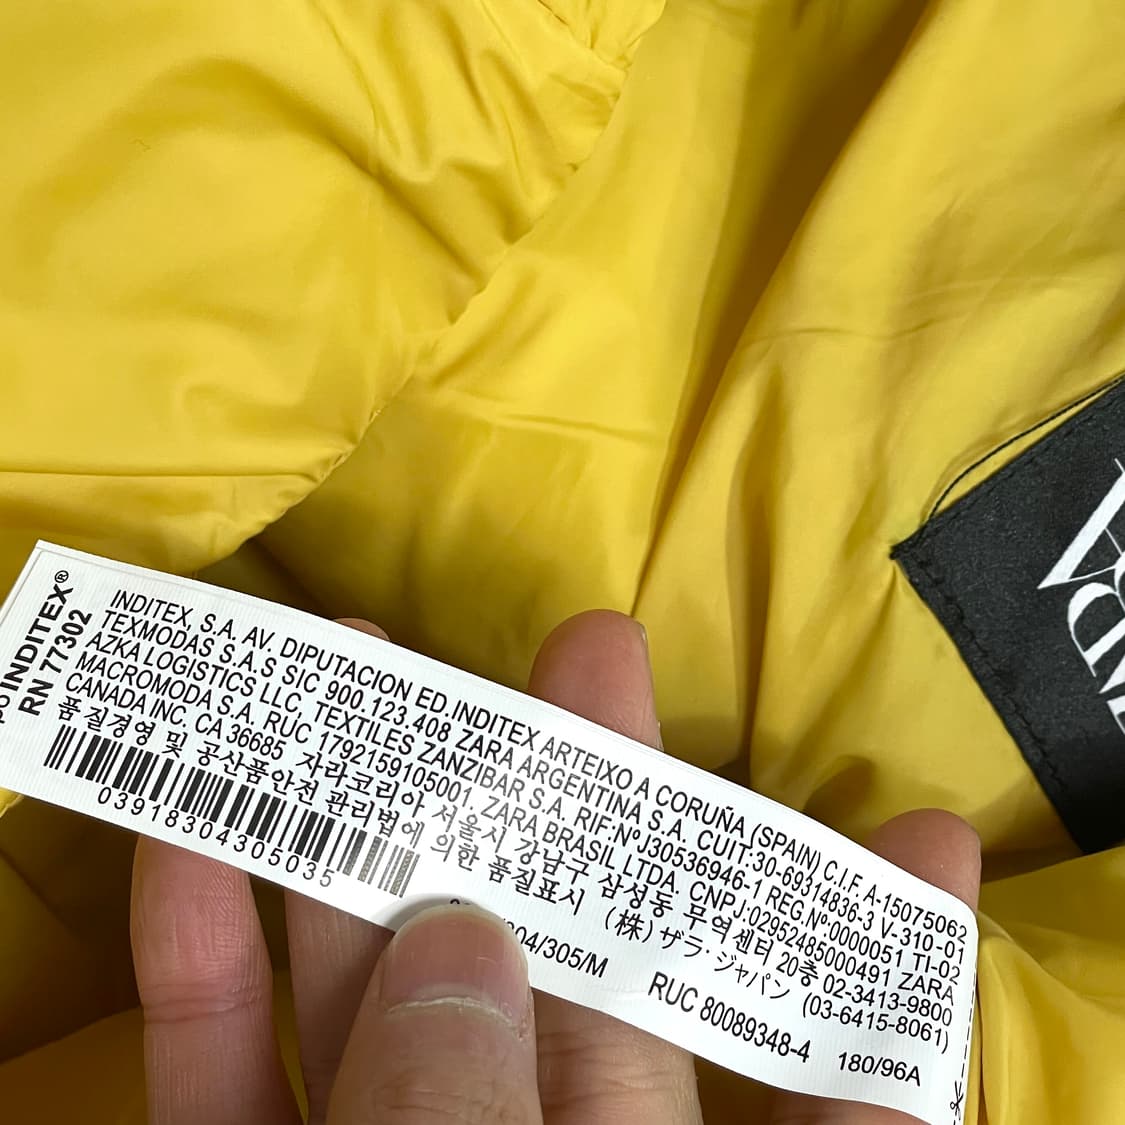 INDITEX®
RN 77302
INDITEX, S.A. AV. DIPUTACION ED.INDITEX ARTEIXO A CORUÑA (SPAIN) C.I.F. A-15075062
TEXMODAS S.A.S SIC 900.123.408 ZARA ARGENTINA S.A. CUIT:30-69314836-3 V-310-01
AZKA LOGISTICS LLC, TEXTILES ZANZIBAR S.A. RIF:NºJ30536946-1 REG.Nº0000051 TI-02
MACROMODA S.A. RUC 1792159105001. ZARA BRASIL LTDA. CNPJ:02952485000491 ZARA
CANADA INC. CA 36685 자라코리아 서울시 강남구 삼성동 무역센터 20층 02-3413-9800
품질경영 및 공산품안전 관리법에 의한 품질표시 (株) ザラ・ジャパン (03-6415-8061)
03918304305035
304/305/M
RUC 80089348-4
180/96A